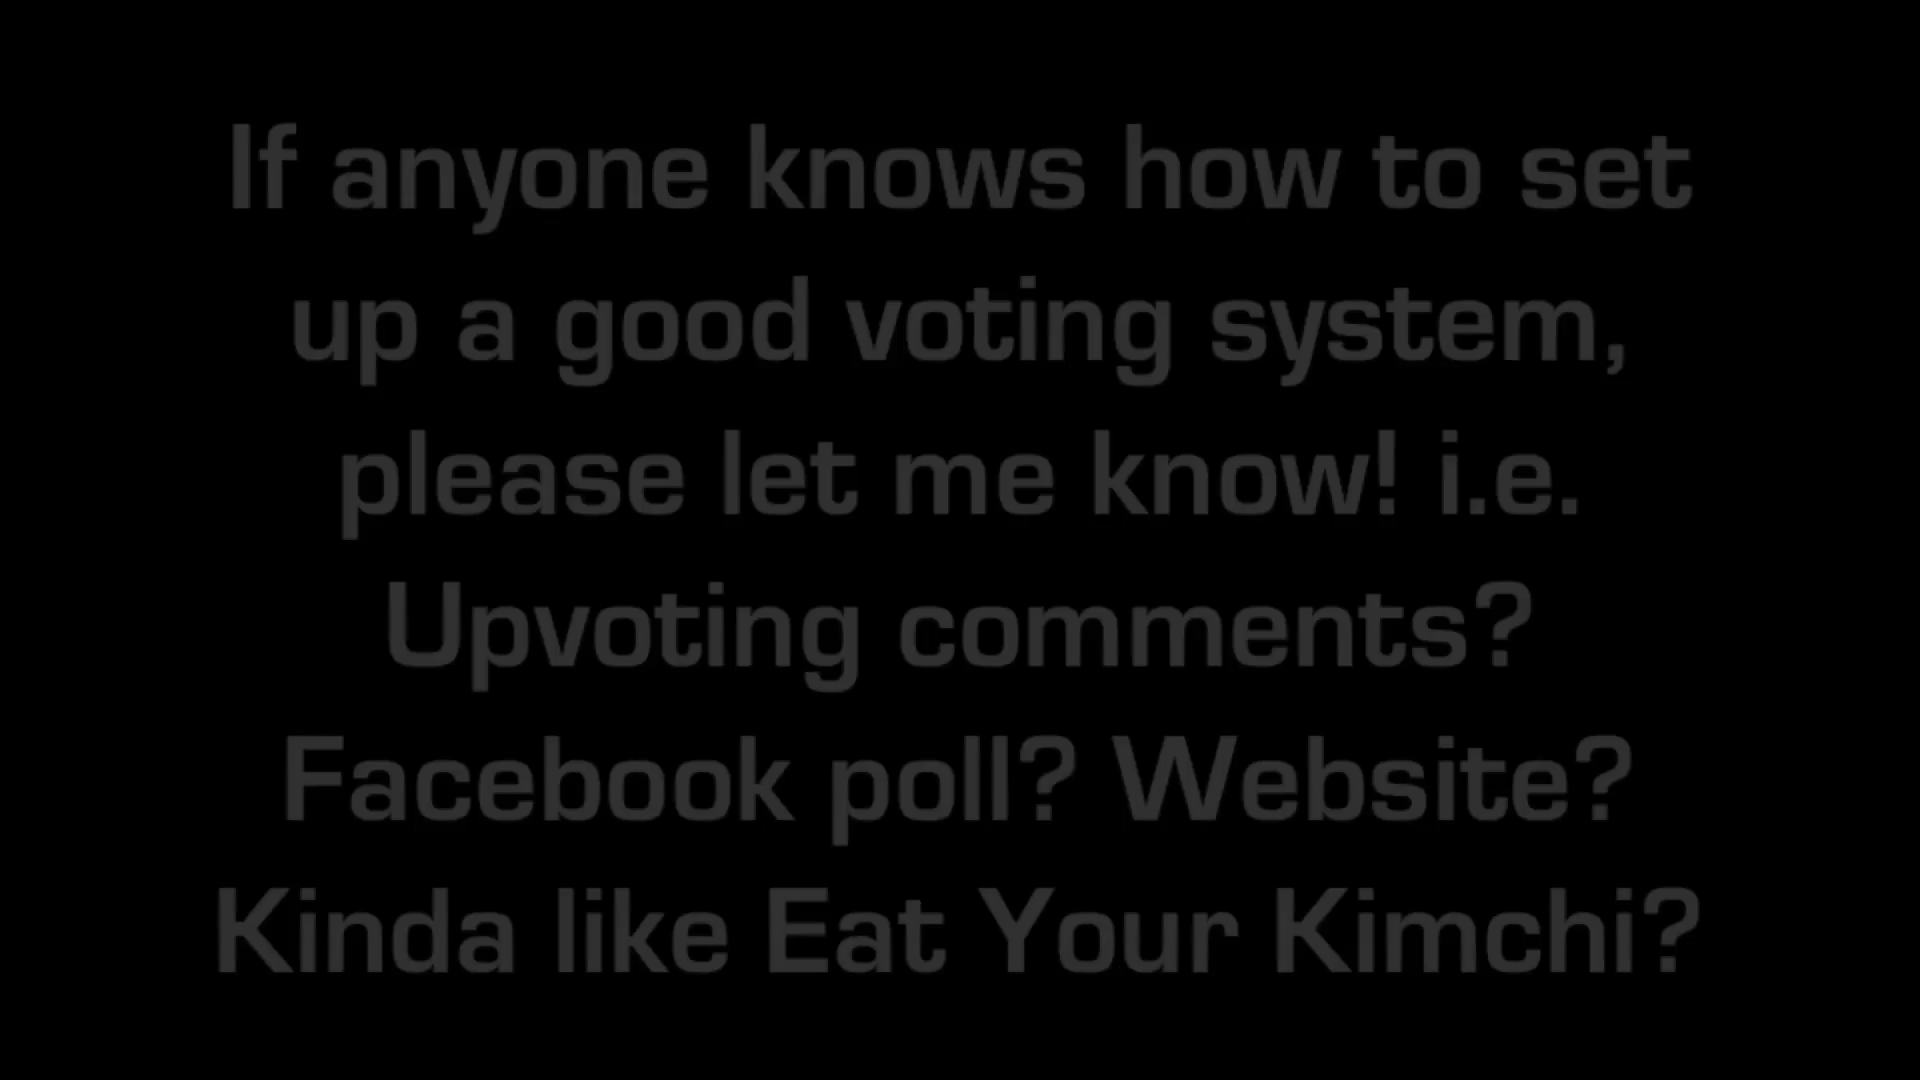 If anyone knows how to set
up a good voting system,
please let me know! i.e.
Upvoting comments?
Facebook poll? Website?
Kinda like Eat Your Kimchi?